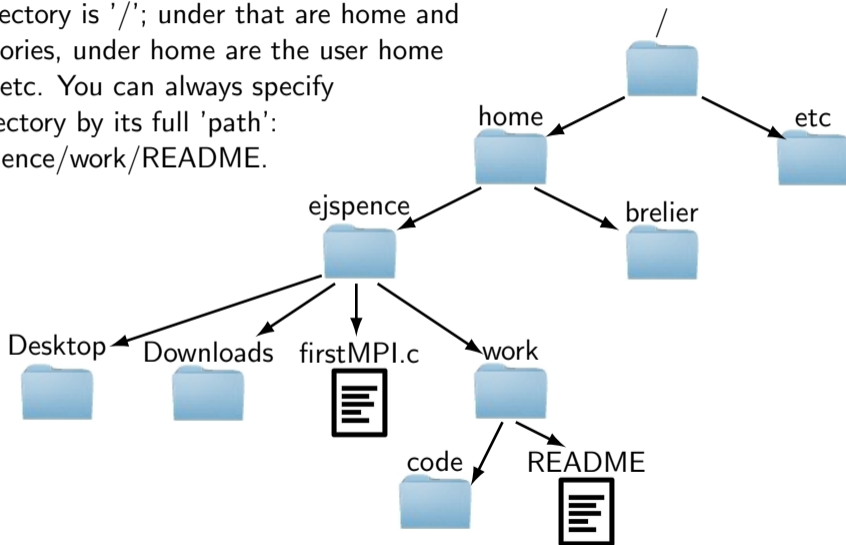 ectory is '/'; under that are home and
ories, under home are the user home
etc. You can always specify
ectory by its full 'path':
ence/work/README.
/
home
etc
ejspence
brelier
Desktop
Downloads
firstMPI.c
work
code
README